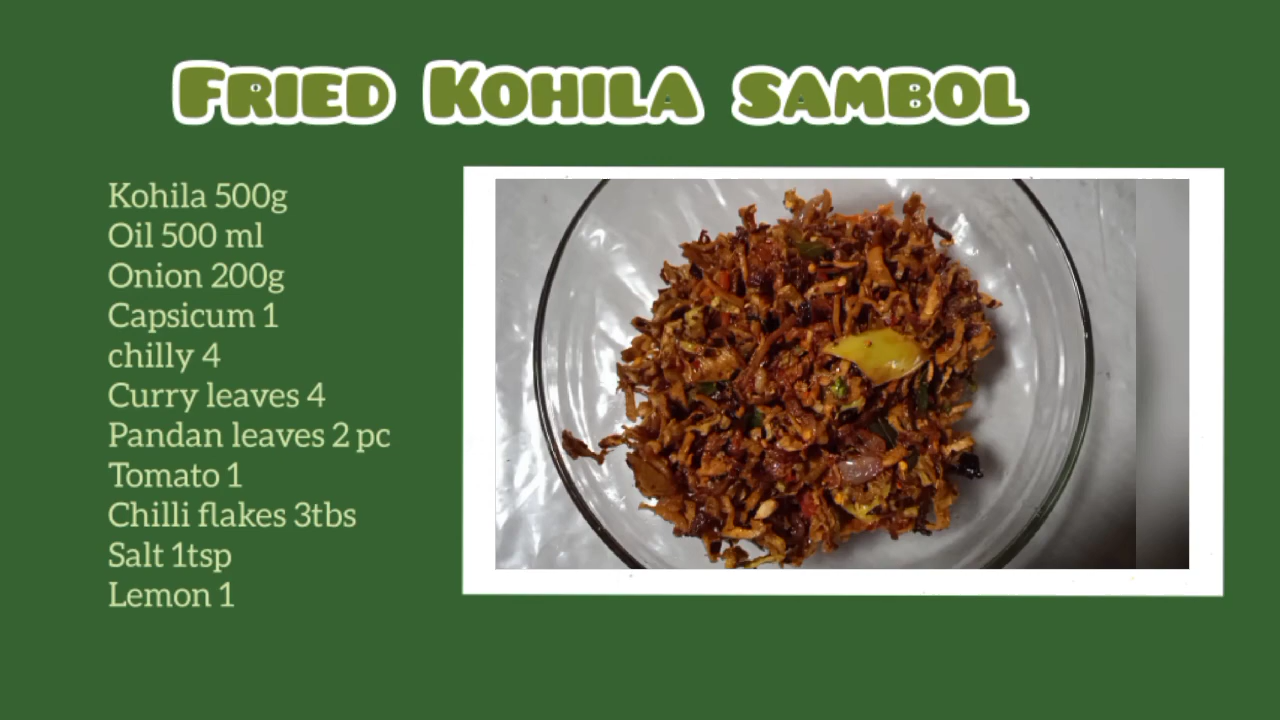 Fried Kohila sambol
Kohila 500g
Oil 500 ml
Onion 200g
Capsicum 1
chilly 4
Curry leaves 4
Pandan leaves 2 pc
Tomato 1
Chilli flakes 3tbs
Salt 1tsp
Lemon 1